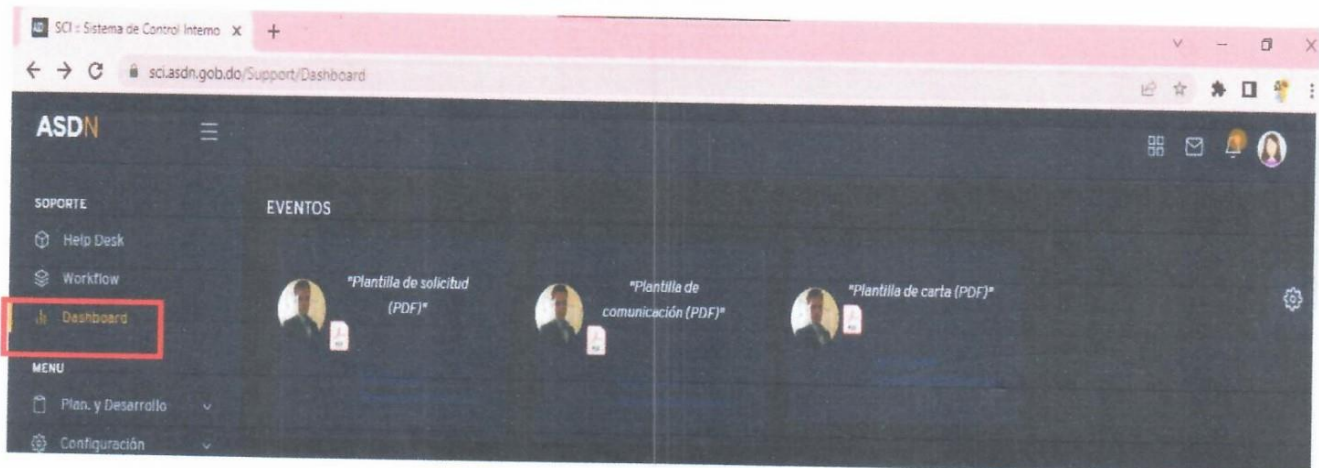 SCI :: Sistema de Control Interno
sci.asdn.gob.do/Support/Dashboard
ASDN
SOPORTE
EVENTOS
Help Desk
"Plantilla de solicitud
(PDF)"
"Plantilla de
comunicación (PDF)"
"Plantilla de carta (PDF)"
Workflow
Dashboard
MENU
Plan. y Desarrollo
Configuración